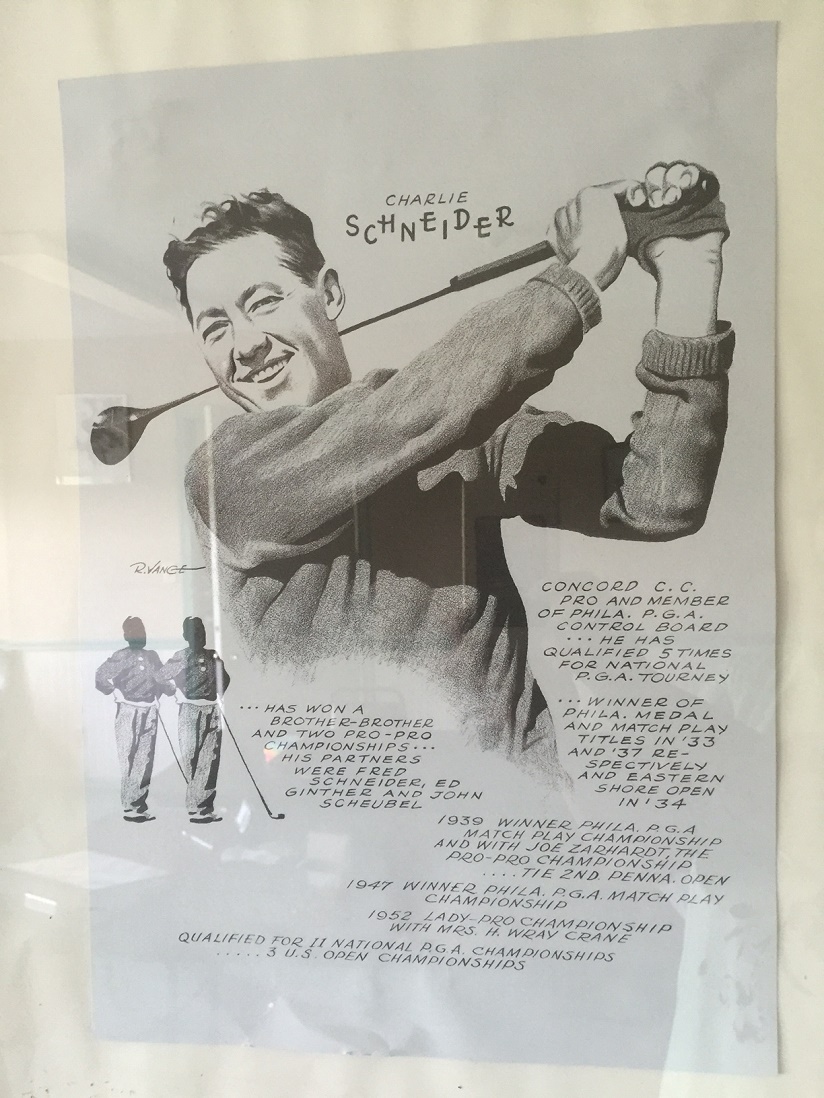 CHARLIE
SCHNEIDER
R. VANCE
CONCORD C. C.
PRO AND MEMBER
OF PHILA. P.G.A.
CONTROL BOARD
... HE HAS
QUALIFIED 5 TIMES
FOR NATIONAL
P.G.A. TOURNEY
... WINNER OF
PHILA. MEDAL
AND MATCH PLAY
TITLES IN '33
AND '37 RE-
SPECTIVELY
AND EASTERN
SHORE OPEN
IN '34
... HAS WON A
BROTHER-BROTHER
AND TWO PRO-PRO
CHAMPIONSHIPS...
HIS PARTNERS
WERE FRED
SCHNEIDER, ED
GINTHER AND JOHN
SCHEUBEL
1939 WINNER PHILA. P.G.A
MATCH PLAY CHAMPIONSHIP
AND WITH JOE ZARHARDT, THE
PRO-PRO CHAMPIONSHIP
.... TIE 2ND. PENNA. OPEN
1947 WINNER PHILA. P.G.A. MATCH PLAY
CHAMPIONSHIP
1952 LADY-PRO CHAMPIONSHIP
WITH MRS. H. WRAY CRANE
QUALIFIED FOR 11 NATIONAL P.G.A. CHAMPIONSHIPS
..... 3 U.S. OPEN CHAMPIONSHIPS